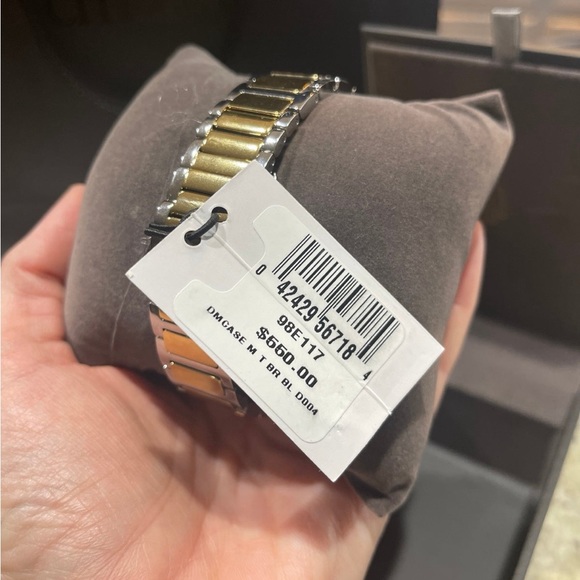 0 42429 56718 4
98E117
$550.00
DMCASE M T BR BL D004